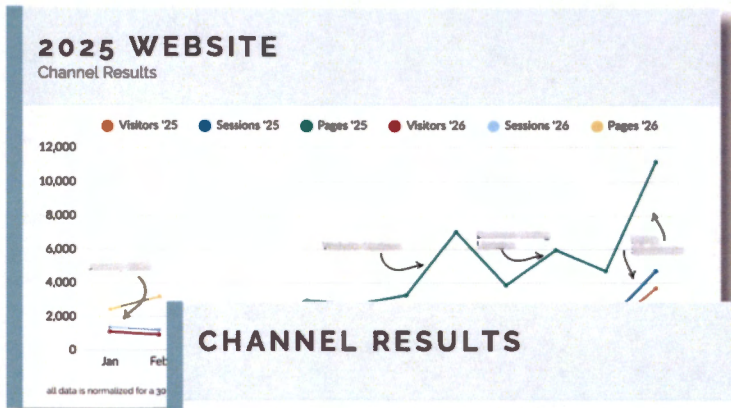 2025 WEBSITE
Channel Results
Visitors '25 Sessions '25 Pages '25 Visitors '26 Sessions '26 Pages '26
12,000
10,000
8,000
6,000
4,000
2,000
0
Jan Feb
all data is normalized for a 30
CHANNEL RESULTS